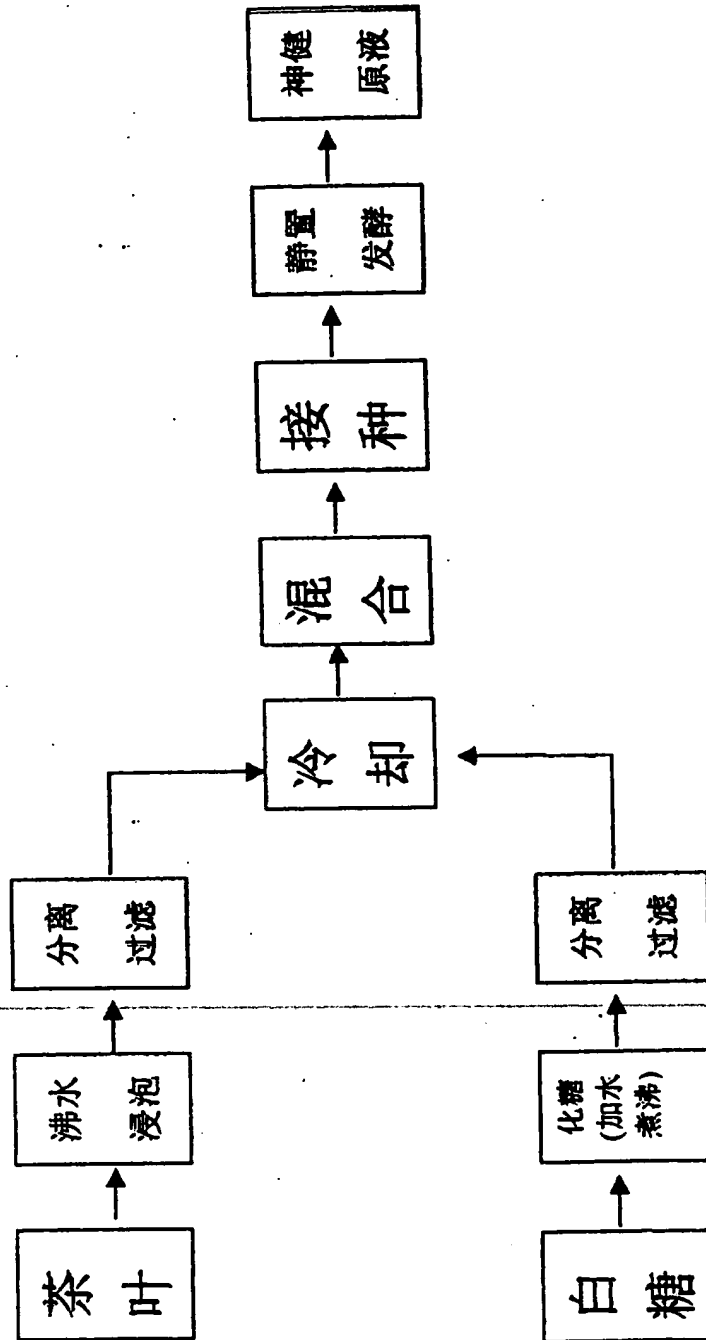 茶
叶
沸水
浸泡
分离
过滤
白
糖
化糖
(加水
煮沸)
分离
过滤
冷
却
混
合
接
种
静置
发酵
神健
原液